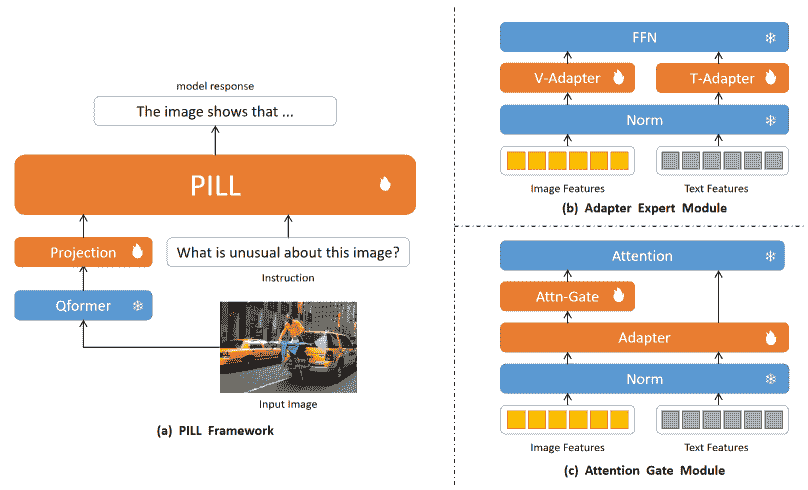 model response
The image shows that ...
PILL
Projection
What is unusual about this image?
Instruction
Qformer
Input Image
(a) PILL Framework
FFN
V-Adapter
T-Adapter
Norm
Image Features
Text Features
(b) Adapter Expert Module
Attention
Attn-Gate
Adapter
Norm
Image Features
Text Features
(c) Attention Gate Module